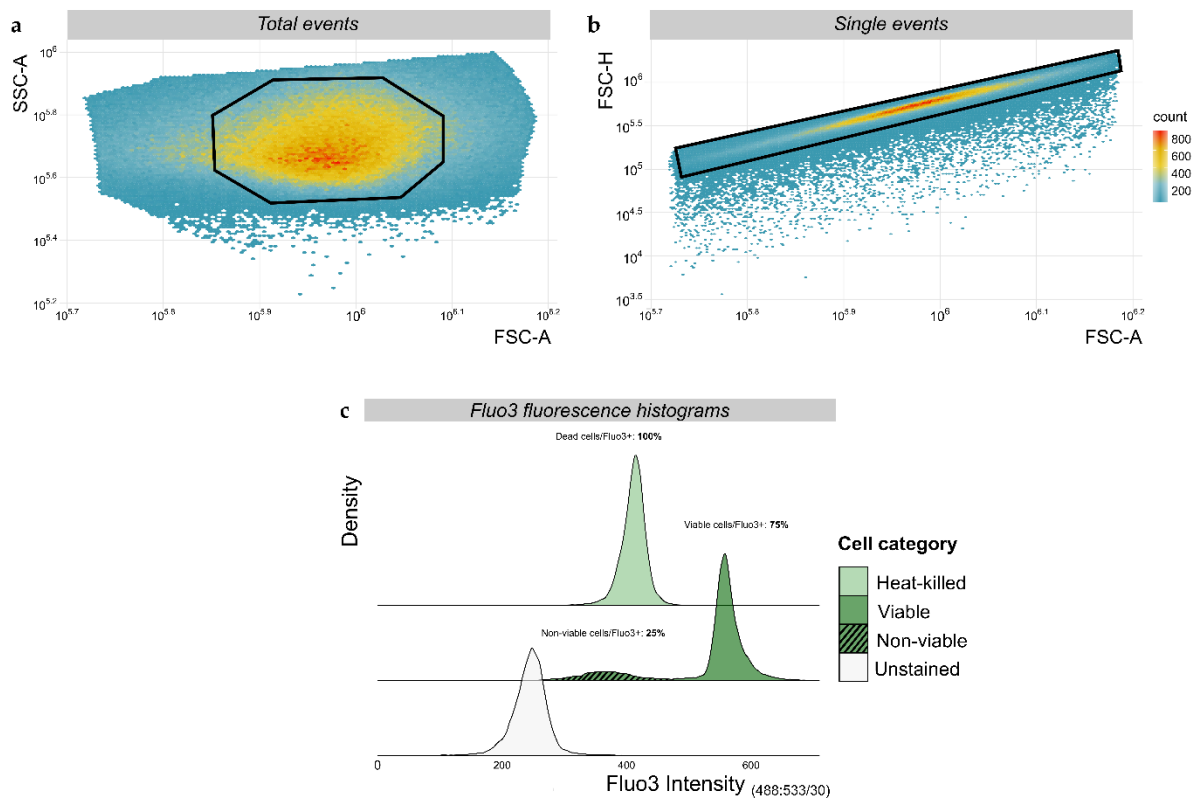 a
Total events
SSC-A
10^6
10^5.8
10^5.6
10^5.4
10^5.2
10^5.7
10^5.8
10^5.9
10^6
10^6.1
10^6.2
FSC-A
b
Single events
FSC-H
10^6
10^5.5
10^5
10^4.5
10^4
10^3.5
10^5.7
10^5.8
10^5.9
10^6
10^6.1
10^6.2
FSC-A
count
800
600
400
200
c
Fluo3 fluorescence histograms
Density
Dead cells/Fluo3+: 100%
Viable cells/Fluo3+: 75%
Non-viable cells/Fluo3+: 25%
0
200
400
600
Fluo3 Intensity (488:533/30)
Cell category
Heat-killed
Viable
Non-viable
Unstained